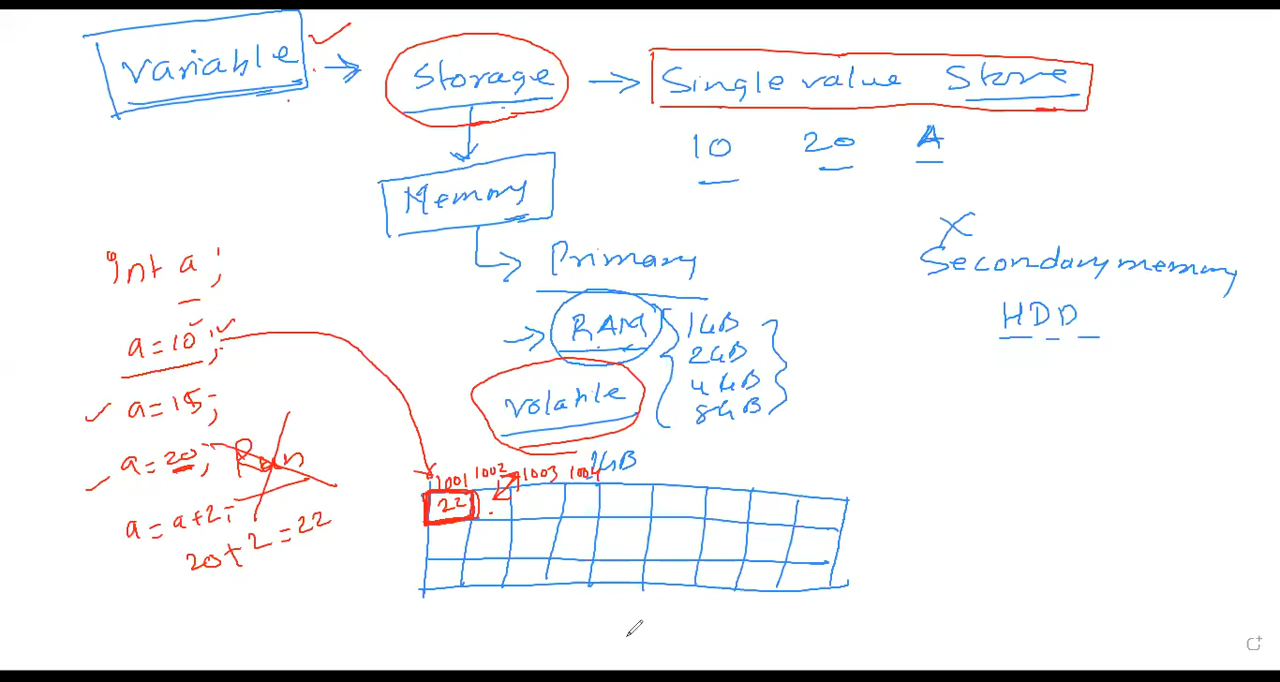 Variable → Storage → Single value Store
10 20 A
Memory
Primary
X
Secondary memory
HDD
RAM
1GB
2GB
4GB
8GB
Volatile
int a;
a=10;
a=15;
a=20; Ram
a=a+2;
20+2=22
1GB
1001 1002 1003 1004
22